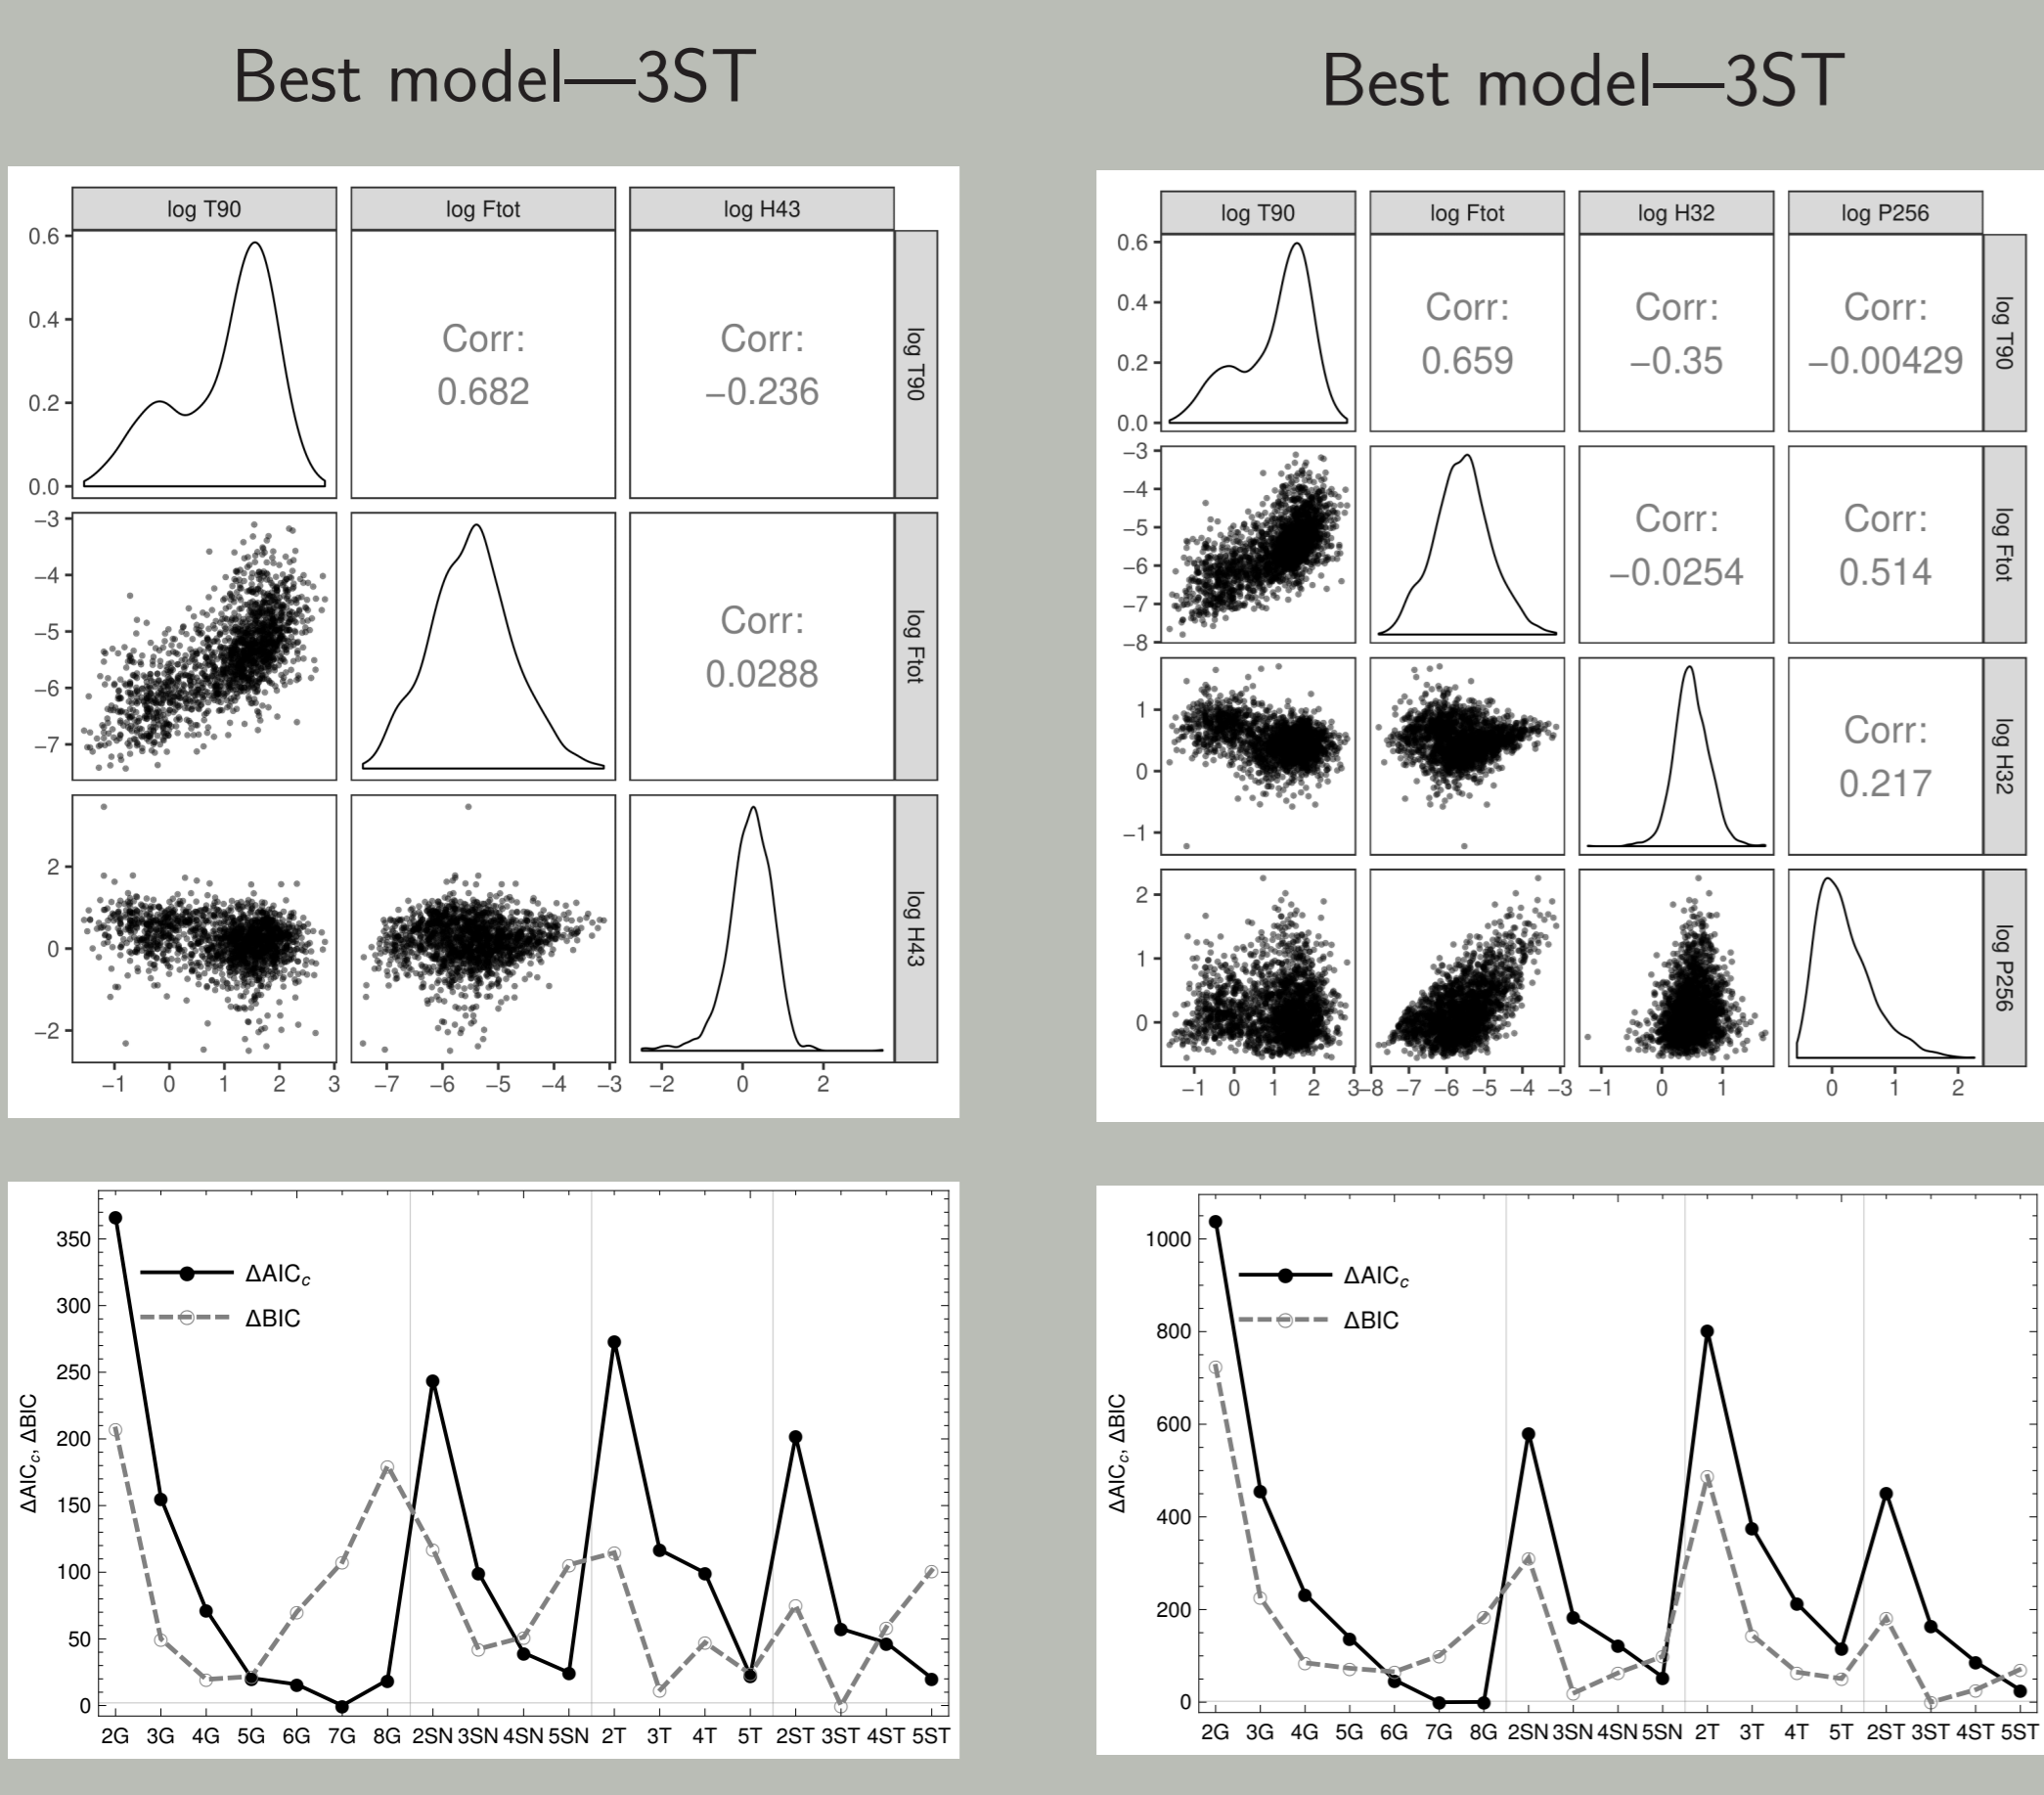 Best model—3ST
log T90 log Ftot log H43
0.6
0.4
0.2
0.0
Corr:
0.682
Corr:
−0.236
log T90
−3
−4
−5
−6
−7
Corr:
0.0288
log Ftot
2
0
−2
log H43
−1 0 1 2 3 −7 −6 −5 −4 −3 −2 0 2
350
300
250
200
150
100
50
0
ΔAICc, ΔBIC
ΔAICc
ΔBIC
2G 3G 4G 5G 6G 7G 8G 2SN 3SN 4SN 5SN 2T 3T 4T 5T 2ST 3ST 4ST 5ST
Best model—3ST
log T90 log Ftot log H32 log P256
0.6
0.4
0.2
0.0
Corr:
0.659
Corr:
−0.35
Corr:
−0.00429
log T90
−3
−4
−5
−6
−7
−8
Corr:
−0.0254
Corr:
0.514
log Ftot
1
0
−1
Corr:
0.217
log H32
2
1
0
log P256
−1 0 1 2 3 −8 −7 −6 −5 −4 −3 −1 0 1 0 1 2
1000
800
600
400
200
0
ΔAICc, ΔBIC
ΔAICc
ΔBIC
2G 3G 4G 5G 6G 7G 8G 2SN 3SN 4SN 5SN 2T 3T 4T 5T 2ST 3ST 4ST 5ST